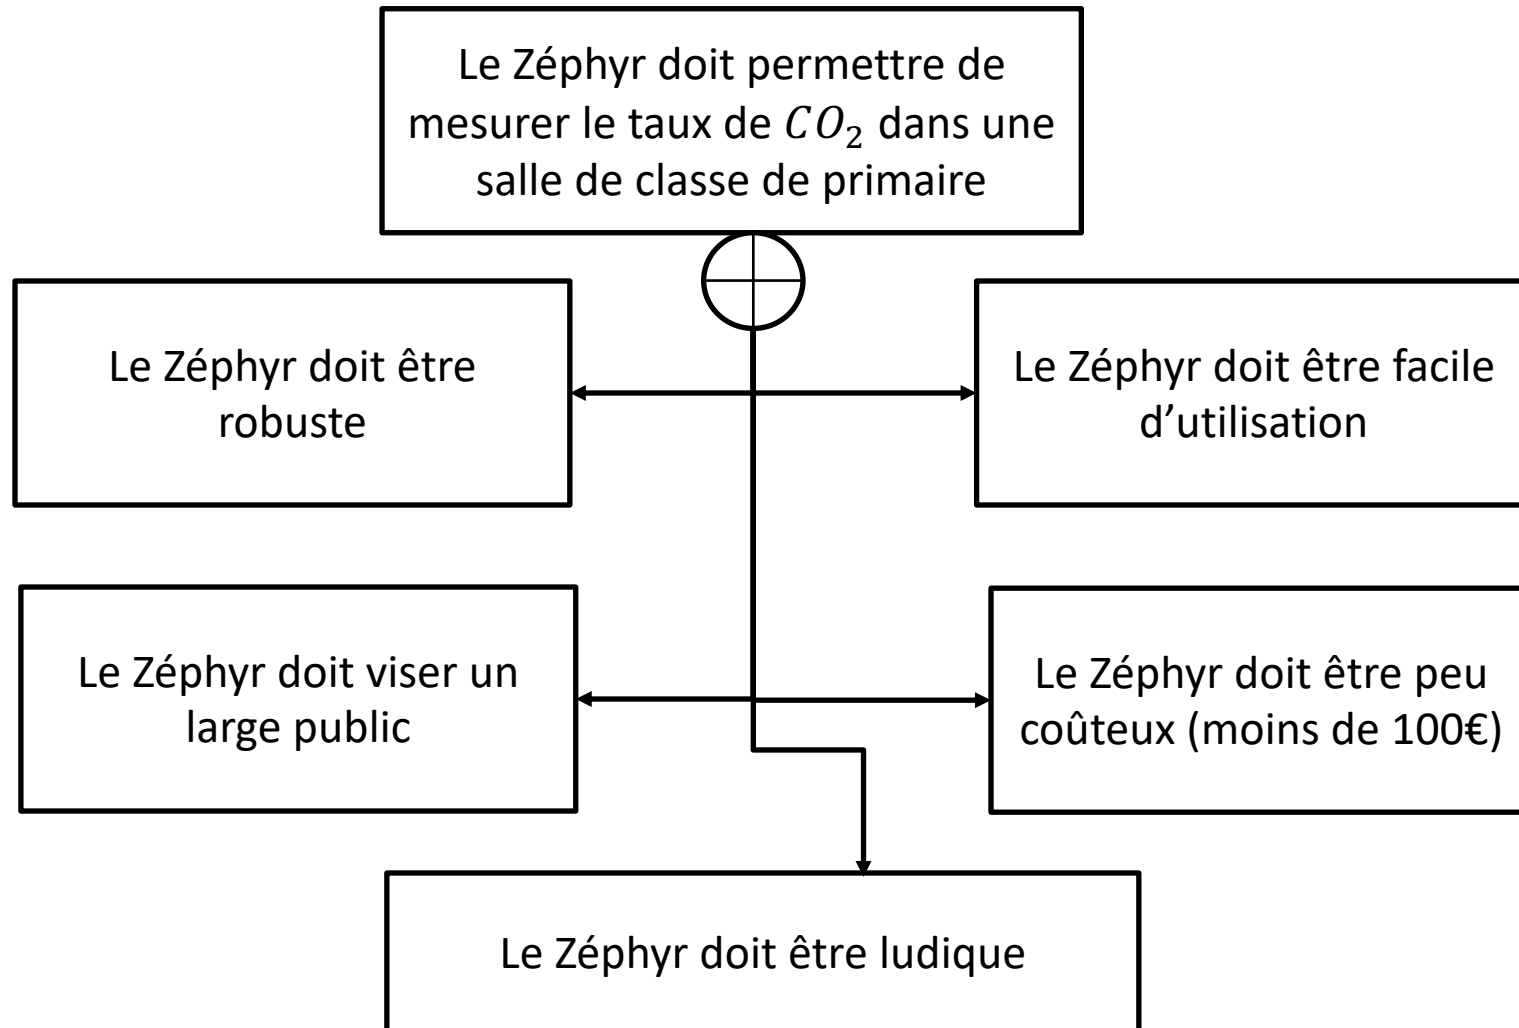 Le Zéphyr doit permettre de
mesurer le taux de CO₂ dans une
salle de classe de primaire
Le Zéphyr doit être
robuste
Le Zéphyr doit être facile
d’utilisation
Le Zéphyr doit viser un
large public
Le Zéphyr doit être peu
coûteux (moins de 100€)
Le Zéphyr doit être ludique